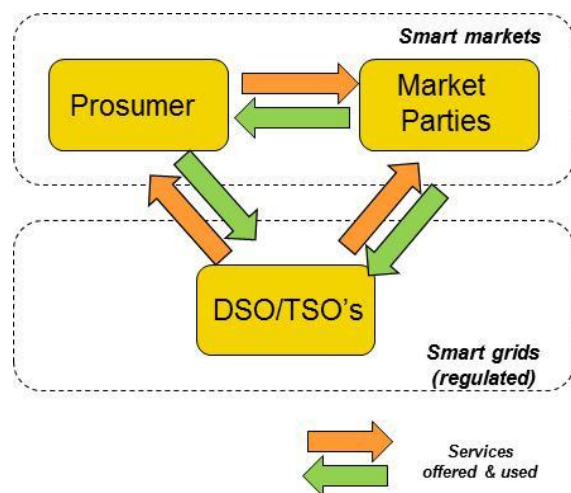 Smart markets
Prosumer
Market
Parties
DSO/TSO's
Smart grids
(regulated)
Services
offered & used